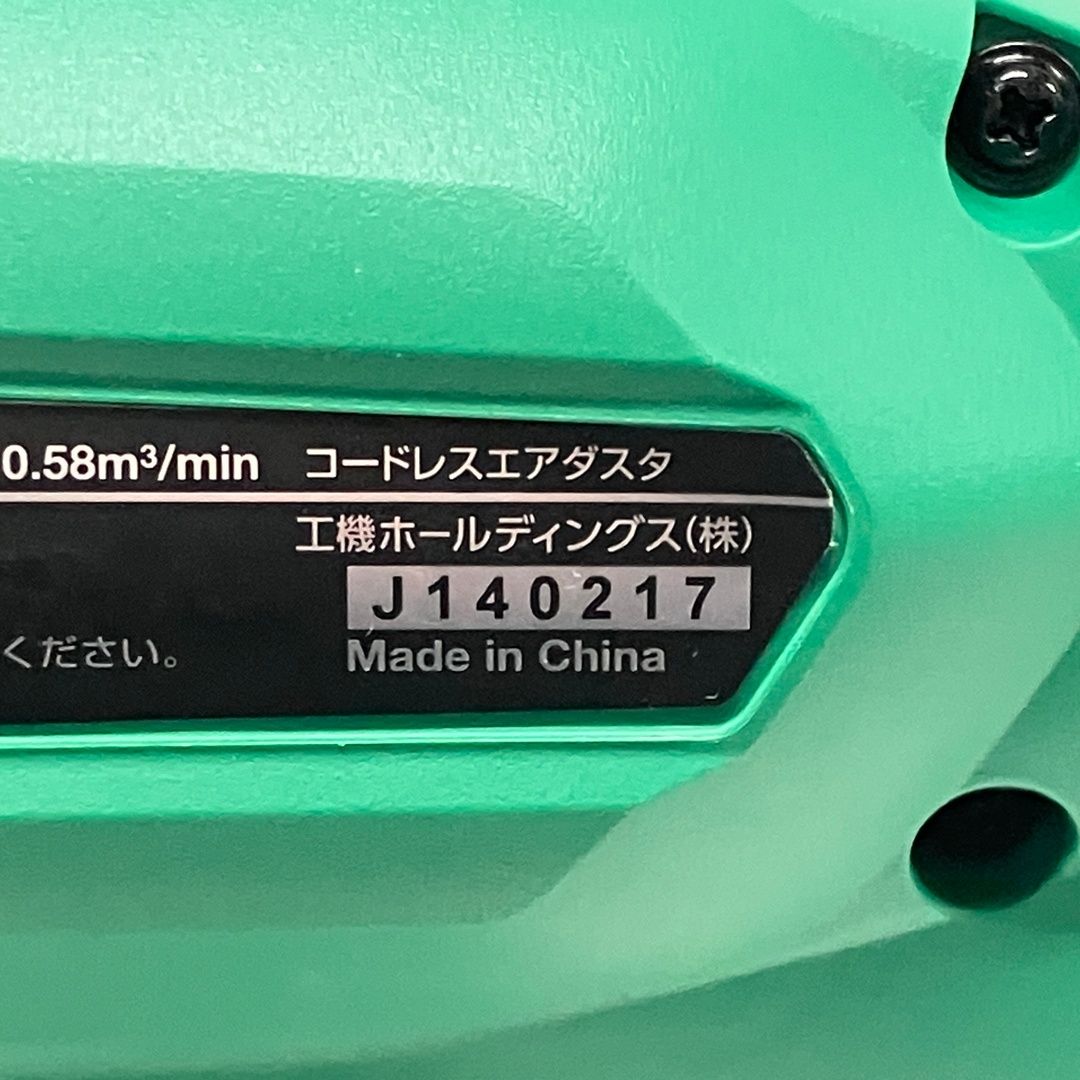 0.58m³/min コードレスエアダスタ
工機ホールディングス(株)
J140217
ください。 Made in China